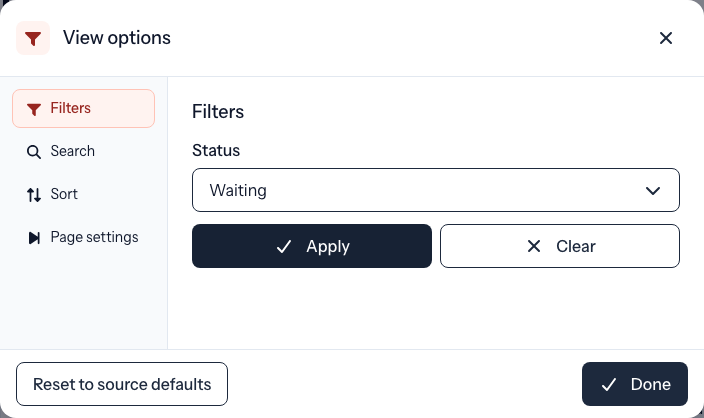 View options
Filters
Search
Sort
Page settings
Filters
Status
Waiting
Apply
Clear
Reset to source defaults
Done